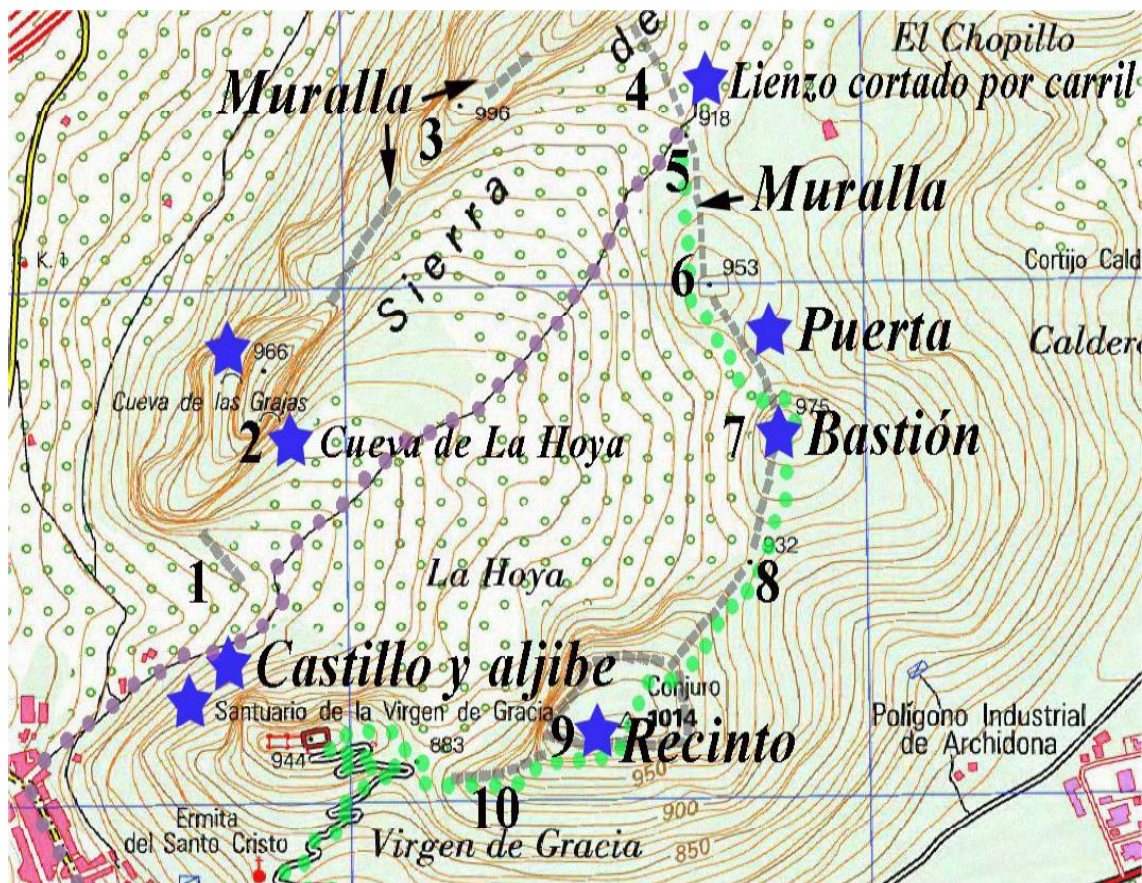 El Chopillo
de
Muralla
4
Lienzo cortado por carril
996
3
918
5
Muralla
Sierra
K. 1
6
953
Cortijo Cald
Puerta
966
Caldera
Cueva de las Grajas
975
2
Cueva de La Hoya
7
Bastión
932
1
La Hoya
8
Castillo y aljibe
Conjuro
Santuario de la Virgen de Gracia
1014
Polígono Industrial
de Archidona
9
Recinto
883
944
950
10
900
Ermita
del Santo Cristo
Virgen de Gracia
850